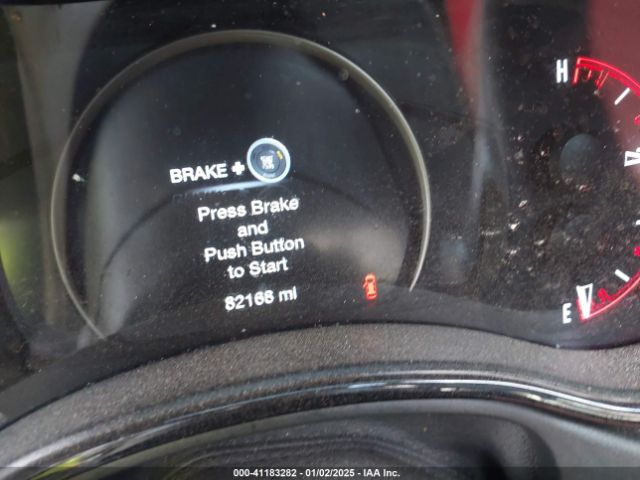 H
BRAKE +
Press Brake
and
Push Button
to Start
82166 mi
E
000-41183282 | 01/02/2025 | IAA Inc.